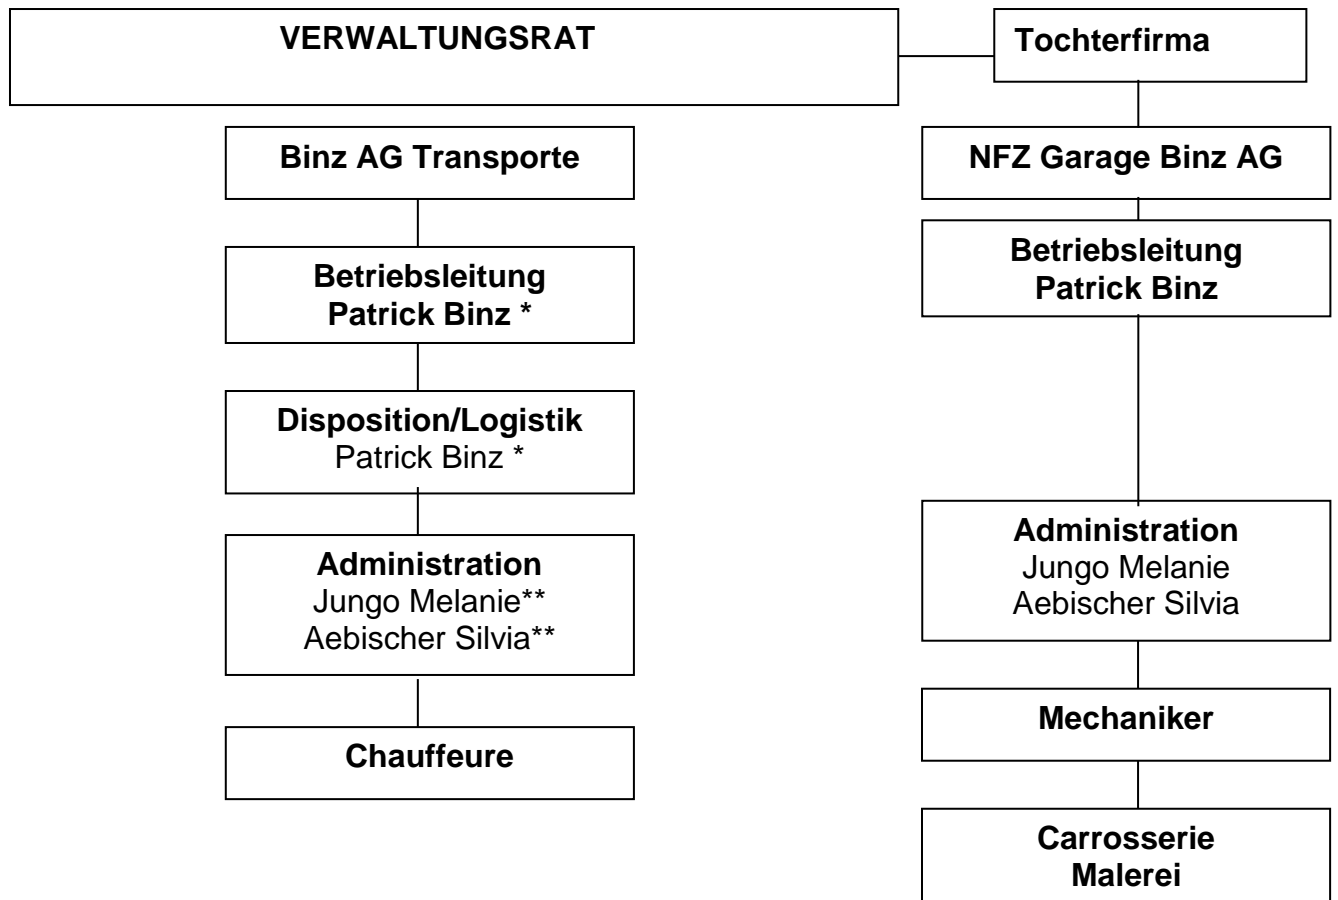 VERWALTUNGSRAT
Tochterfirma
Binz AG Transporte
Betriebsleitung
Patrick Binz *
Disposition/Logistik
Patrick Binz *
Administration
Jungo Melanie**
Aebischer Silvia**
Chauffeure
NFZ Garage Binz AG
Betriebsleitung
Patrick Binz
Administration
Jungo Melanie
Aebischer Silvia
Mechaniker
Carrosserie
Malerei